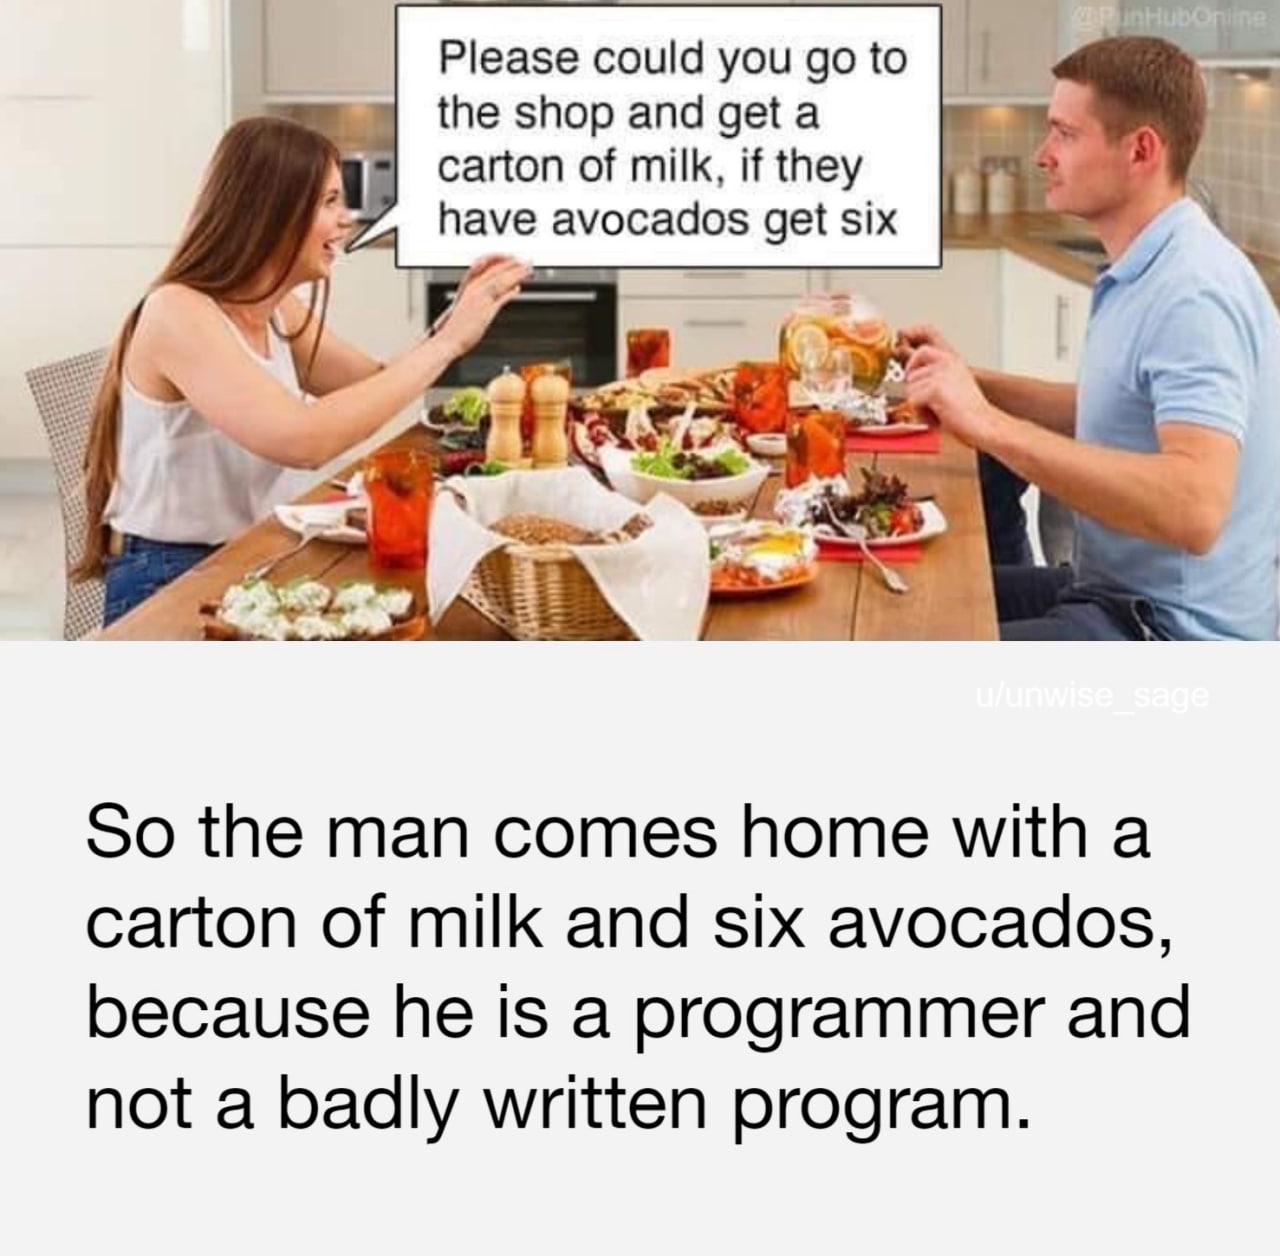 @PunHubOnline
Please could you go to
the shop and get a
carton of milk, if they
have avocados get six
u/unwise_sage
So the man comes home with a
carton of milk and six avocados,
because he is a programmer and
not a badly written program.